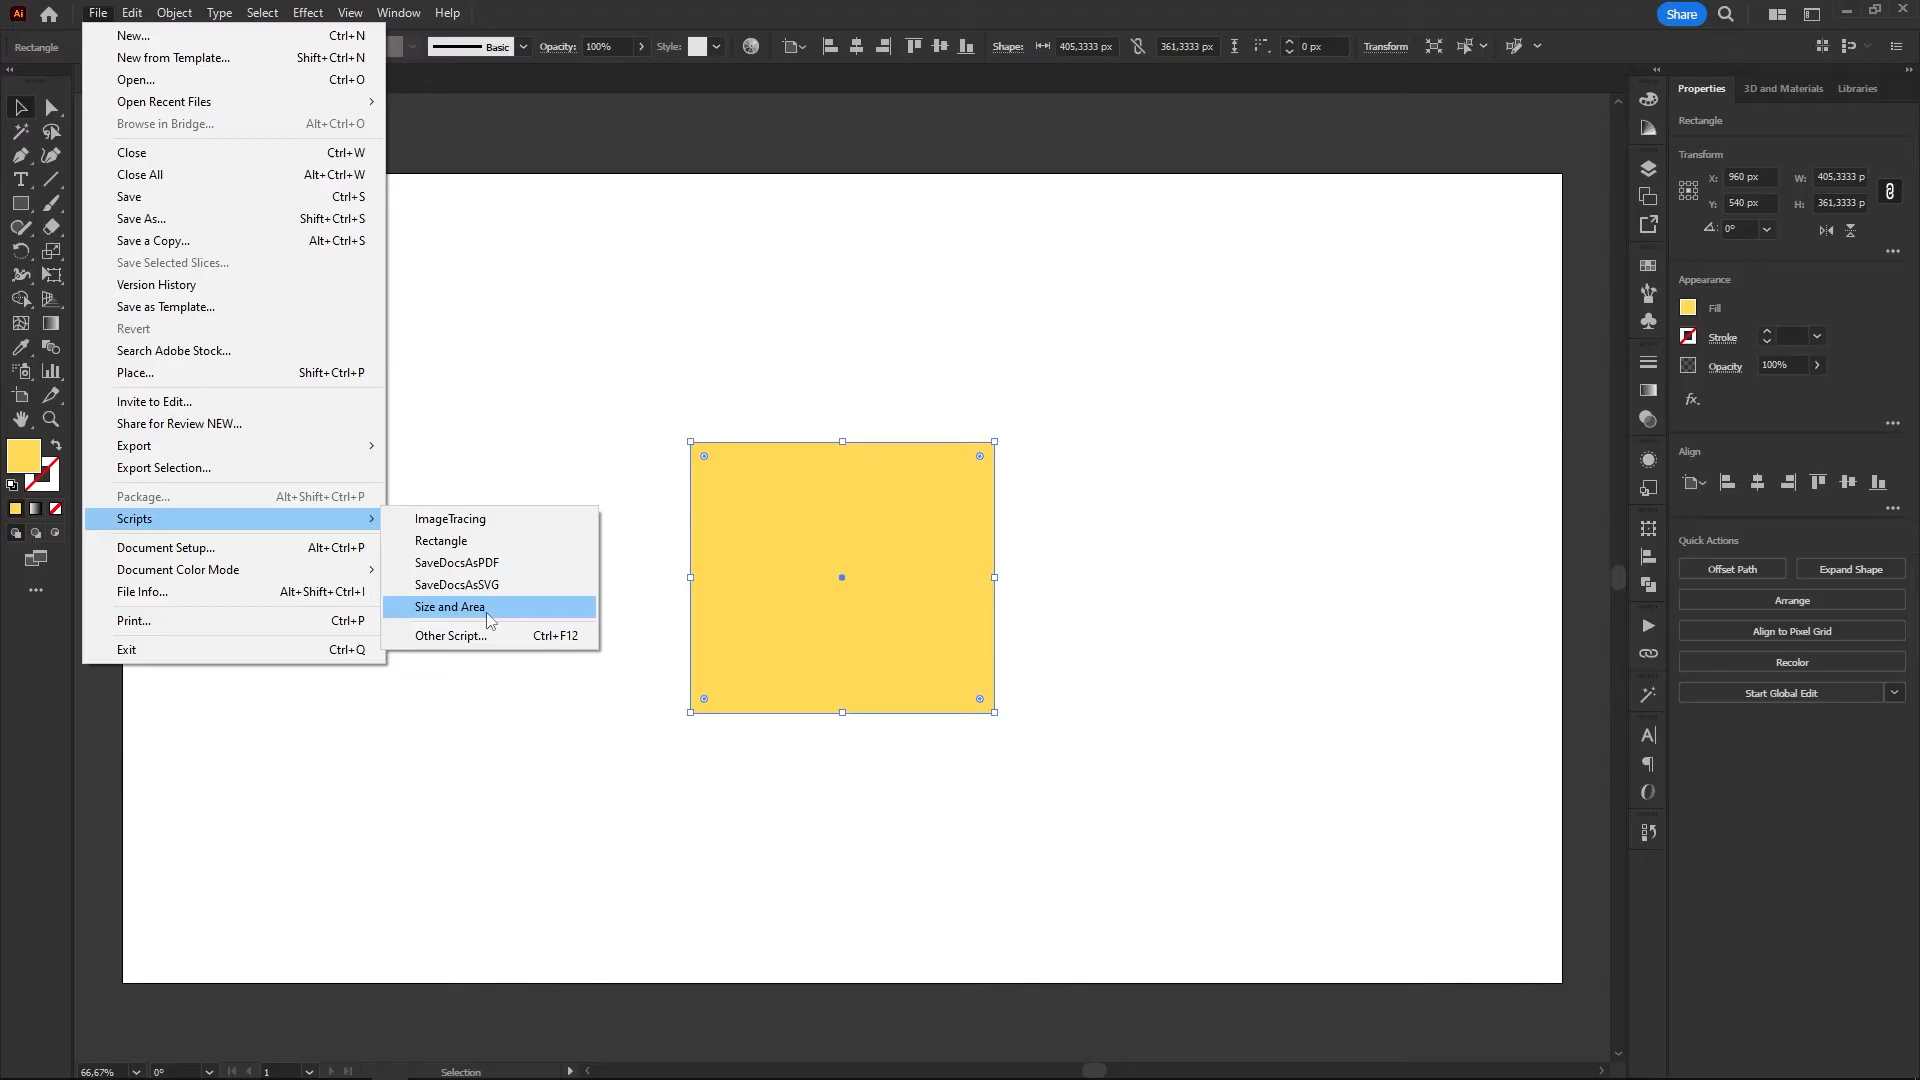 Ai File Edit Object Type Select Effect View Window Help Share
Rectangle Basic Opacity: 100% Style: Shape: 405,3333 px 361,3333 px 0 px Transform
New... Ctrl+N
New from Template... Shift+Ctrl+N
Open... Ctrl+O
Open Recent Files
Browse in Bridge... Alt+Ctrl+O
Close Ctrl+W
Close All Alt+Ctrl+W
Save Ctrl+S
Save As... Shift+Ctrl+S
Save a Copy... Alt+Ctrl+S
Save Selected Slices...
Version History
Save as Template...
Revert
Search Adobe Stock...
Place... Shift+Ctrl+P
Invite to Edit...
Share for Review NEW...
Export
Export Selection...
Package... Alt+Shift+Ctrl+P
Scripts
Document Setup... Alt+Ctrl+P
Document Color Mode
File Info... Alt+Shift+Ctrl+I
Print... Ctrl+P
Exit Ctrl+Q
ImageTracing
Rectangle
SaveDocsAsPDF
SaveDocsAsSVG
Size and Area
Other Script... Ctrl+F12
Properties 3D and Materials Libraries
Rectangle
Transform
X: 960 px W: 405,3333 p
Y: 540 px H: 361,3333 p
0°
Appearance
Fill
Stroke
Opacity 100%
fx.
Align
Quick Actions
Offset Path Expand Shape
Arrange
Align to Pixel Grid
Recolor
Start Global Edit
66,67% 0° 1 Selection